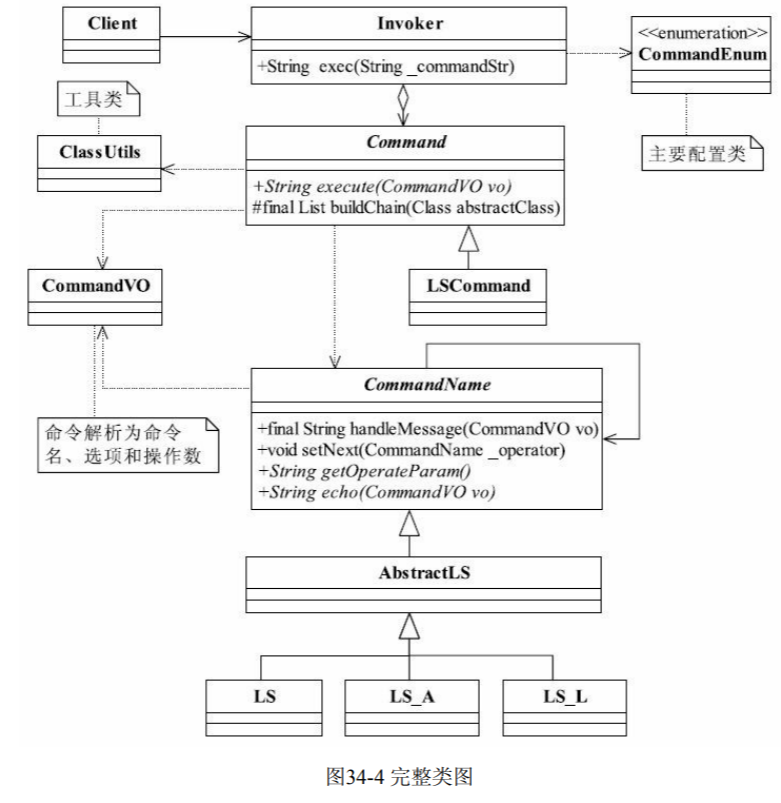 Client
Invoker
+String exec(String _commandStr)
<<enumeration>>
CommandEnum
工具类
主要配置类
ClassUtils
Command
+String execute(CommandVO vo)
#final List buildChain(Class abstractClass)
CommandVO
LSCommand
命令解析为命令
名、选项和操作数
CommandName
+final String handleMessage(CommandVO vo)
+void setNext(CommandName _operator)
+String getOperateParam()
+String echo(CommandVO vo)
AbstractLS
LS
LS_A
LS_L
图34-4 完整类图